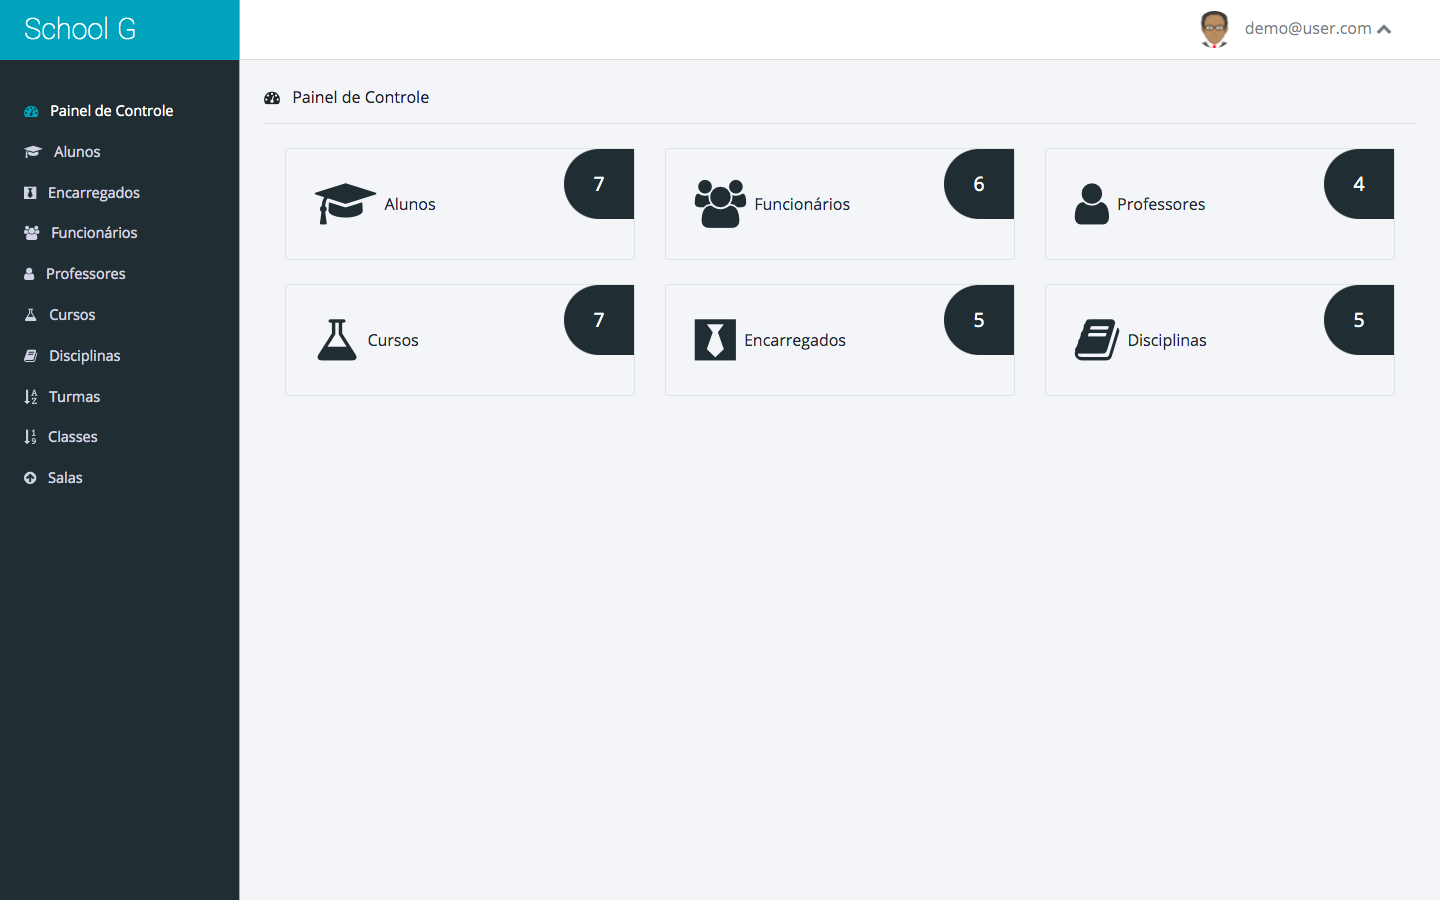 School G
demo@user.com
Painel de Controle
Alunos
Encarregados
Funcionários
Professores
Cursos
Disciplinas
Turmas
Classes
Salas
Painel de Controle
Alunos 7
Funcionários 6
Professores 4
Cursos 7
Encarregados 5
Disciplinas 5